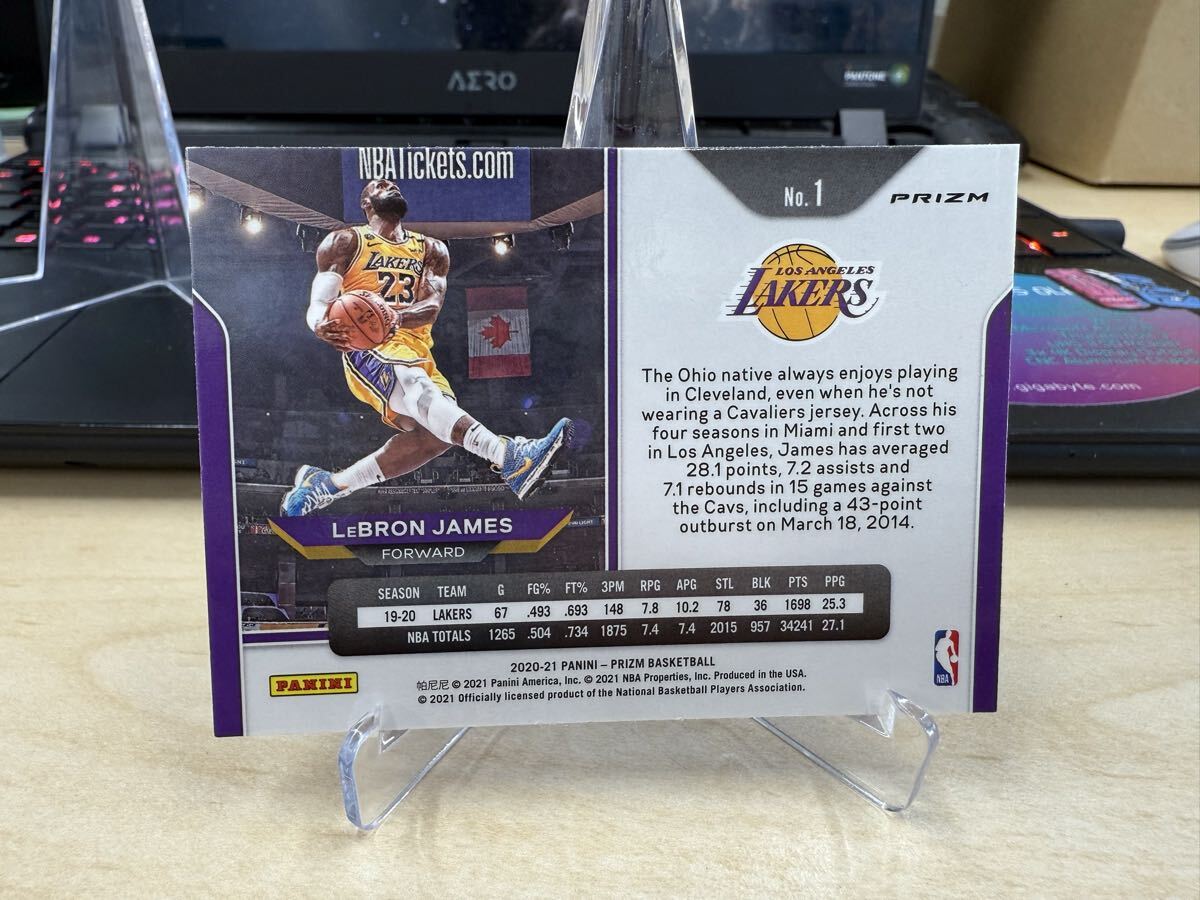 AERO
PANTONE
NBATickets.com
LAKERS
23
No. 1
PRIZM
LOS ANGELES
LAKERS
The Ohio native always enjoys playing
in Cleveland, even when he's not
wearing a Cavaliers jersey. Across his
four seasons in Miami and first two
in Los Angeles, James has averaged
28.1 points, 7.2 assists and
7.1 rebounds in 15 games against
the Cavs, including a 43-point
outburst on March 18, 2014.
LeBRON JAMES
FORWARD
SEASON TEAM G FG% FT% 3PM RPG APG STL BLK PTS PPG
19-20 LAKERS 67 .493 .693 148 7.8 10.2 78 36 1698 25.3
NBA TOTALS 1265 .504 .734 1875 7.4 7.4 2015 957 34241 27.1
PANINI
2020-21 PANINI – PRIZM BASKETBALL
帕尼尼 © 2021 Panini America, Inc. © 2021 NBA Properties, Inc. Produced in the USA.
© 2021 Officially licensed product of the National Basketball Players Association.
NBA
gigabyte.com